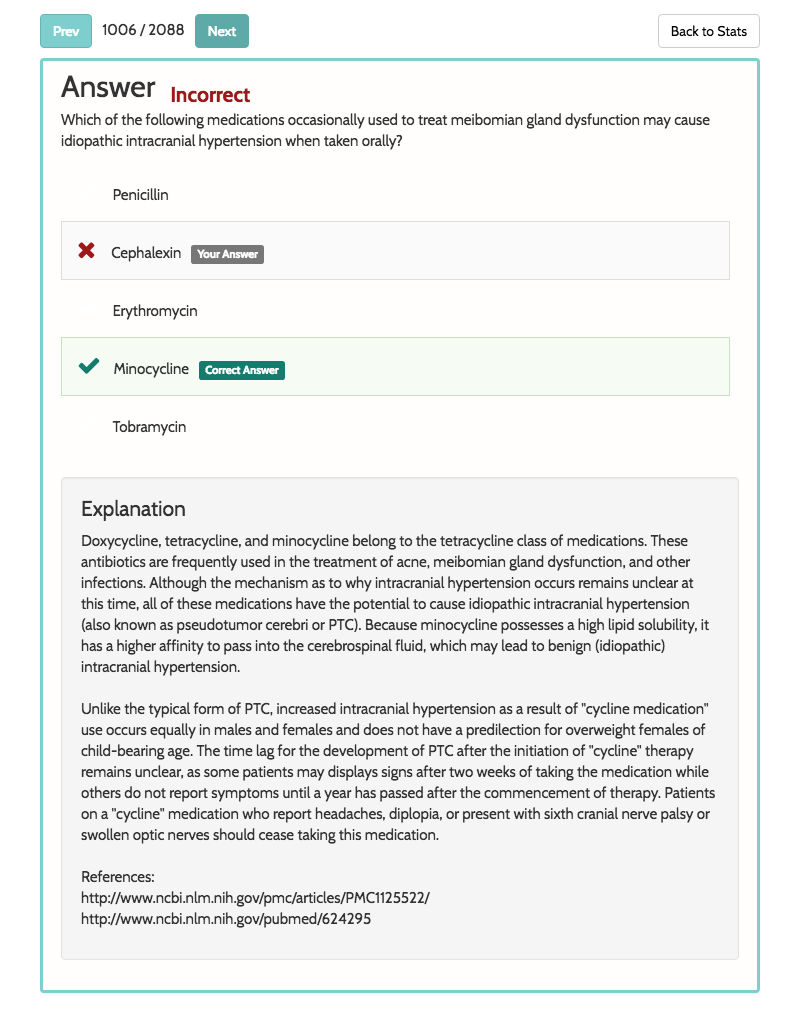 Prev 1006 / 2088 Next Back to Stats
Answer Incorrect
Which of the following medications occasionally used to treat meibomian gland dysfunction may cause
idiopathic intracranial hypertension when taken orally?
Penicillin
Cephalexin Your Answer
Erythromycin
Minocycline Correct Answer
Tobramycin
Explanation
Doxycycline, tetracycline, and minocycline belong to the tetracycline class of medications. These
antibiotics are frequently used in the treatment of acne, meibomian gland dysfunction, and other
infections. Although the mechanism as to why intracranial hypertension occurs remains unclear at
this time, all of these medications have the potential to cause idiopathic intracranial hypertension
(also known as pseudotumor cerebri or PTC). Because minocycline possesses a high lipid solubility, it
has a higher affinity to pass into the cerebrospinal fluid, which may lead to benign (idiopathic)
intracranial hypertension.
Unlike the typical form of PTC, increased intracranial hypertension as a result of "cycline medication"
use occurs equally in males and females and does not have a predilection for overweight females of
child-bearing age. The time lag for the development of PTC after the initiation of "cycline" therapy
remains unclear, as some patients may displays signs after two weeks of taking the medication while
others do not report symptoms until a year has passed after the commencement of therapy. Patients
on a "cycline" medication who report headaches, diplopia, or present with sixth cranial nerve palsy or
swollen optic nerves should cease taking this medication.
References:
http://www.ncbi.nlm.nih.gov/pmc/articles/PMC1125522/
http://www.ncbi.nlm.nih.gov/pubmed/624295